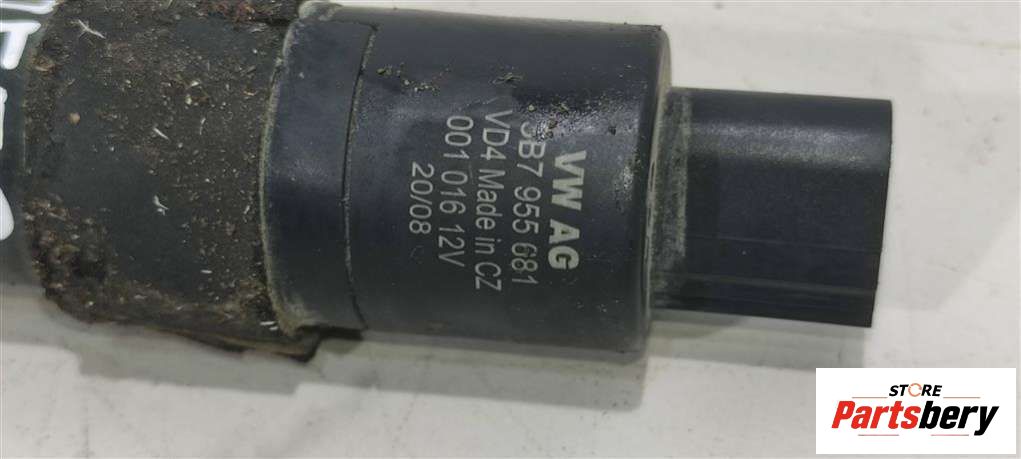 VW AG
3B7 955 681
VD4 Made in CZ
001 016 12V
20/08
STORE
Partsbery